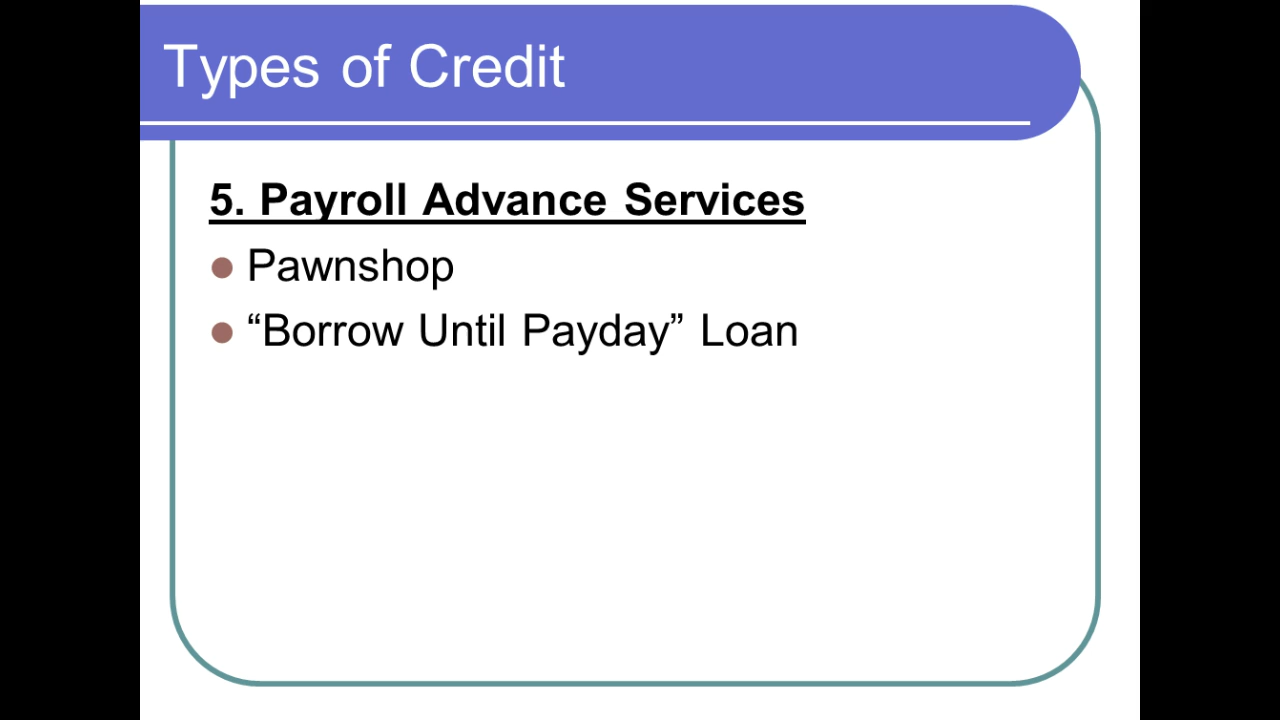 Types of Credit
5. Payroll Advance Services
Pawnshop
“Borrow Until Payday” Loan